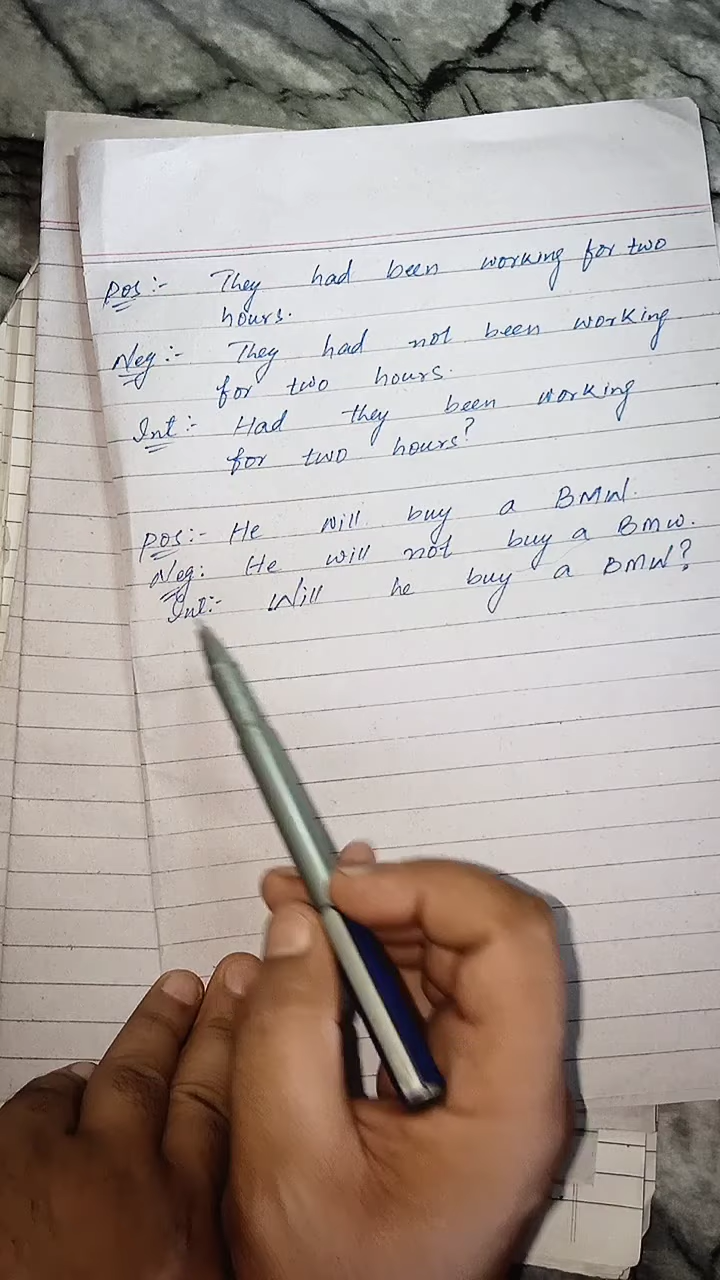 Pos:- They had been working for two
hours.
Neg:- They had not been working
for two hours.
Int:- Had they been working
for two hours?
Pos:- He will buy a BMW.
Neg: He will not buy a BMW.
Int:- Will he buy a BMW?